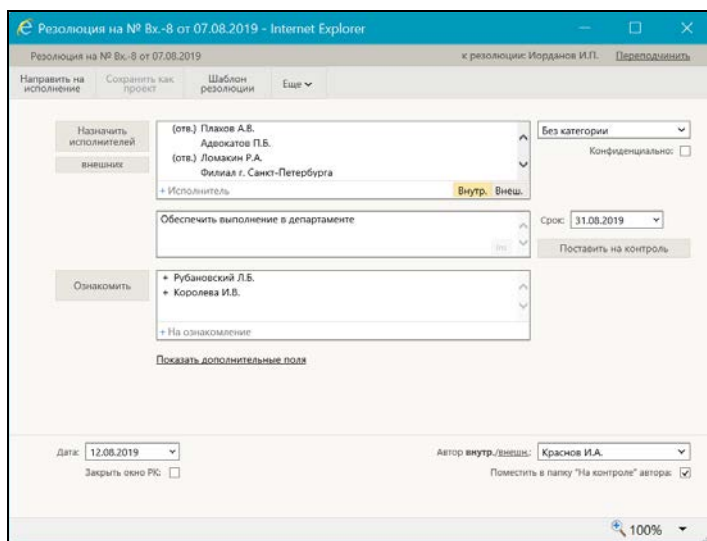 Резолюция на № Вх.-8 от 07.08.2019 - Internet Explorer
Резолюция на № Вх.-8 от 07.08.2019 к резолюции: Иорданов И.П. Переподчинить
Направить на исполнение Сохранить как проект Шаблон резолюции Еще
Назначить исполнителей
внешних
(отв.) Плахов А.В.
Адвокатов П.Б.
(отв.) Ломакин Р.А.
Филиал г. Санкт-Петербурга
+ Исполнитель Внутр. Внеш.
Без категории
Конфиденциально:
Обеспечить выполнение в департаменте
Срок: 31.08.2019
Поставить на контроль
Ознакомить
+ Рубановский Л.Б.
+ Королева И.В.
+ На ознакомление
Показать дополнительные поля
Дата: 12.08.2019 Автор внутр./внешн.: Краснов И.А.
Закрыть окно РК: Поместить в папку "На контроле" автора:
100%